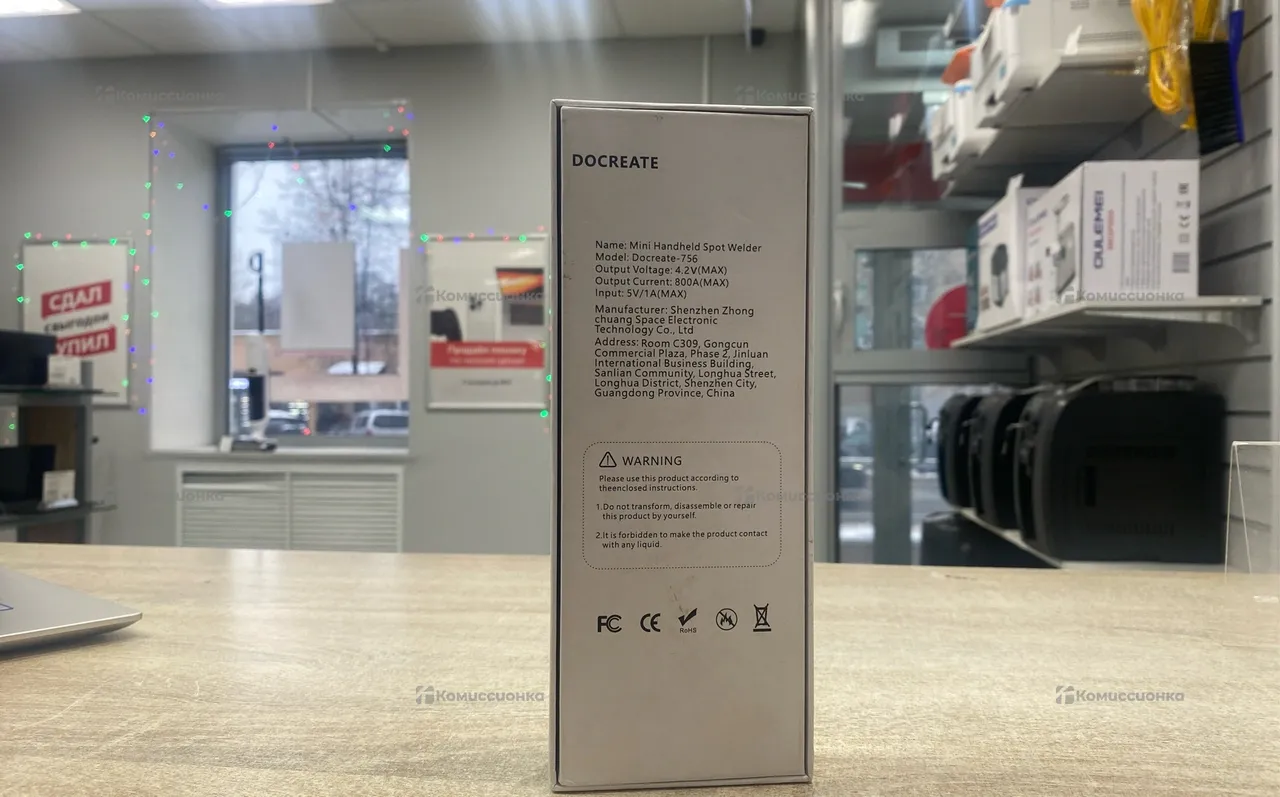 DOCREATE
Name: Mini Handheld Spot Welder
Model: Docreate-756
Output Voltage: 4.2V(MAX)
Output Current: 800A(MAX)
Input: 5V/1A(MAX)
Manufacturer: Shenzhen Zhong
chuang Space Electronic
Technology Co., Ltd
Address: Room C309, Gongcun
Commercial Plaza, Phase 2, Jinluan
International Business Building,
Sanlian Community, Longhua Street,
Longhua District, Shenzhen City,
Guangdong Province, China
WARNING
Please use this product according to
theenclosed instructions.
1.Do not transform, disassemble or repair
this product by yourself.
2.It is forbidden to make the product contact
with any liquid.
FC CE RoHS
СДАЛ
КУПИЛ
OULEMEI
Комиссионка
Комиссионка
Комиссионка
Комиссионка
Комиссионка
Комиссионка
Комиссионка
Комиссионка